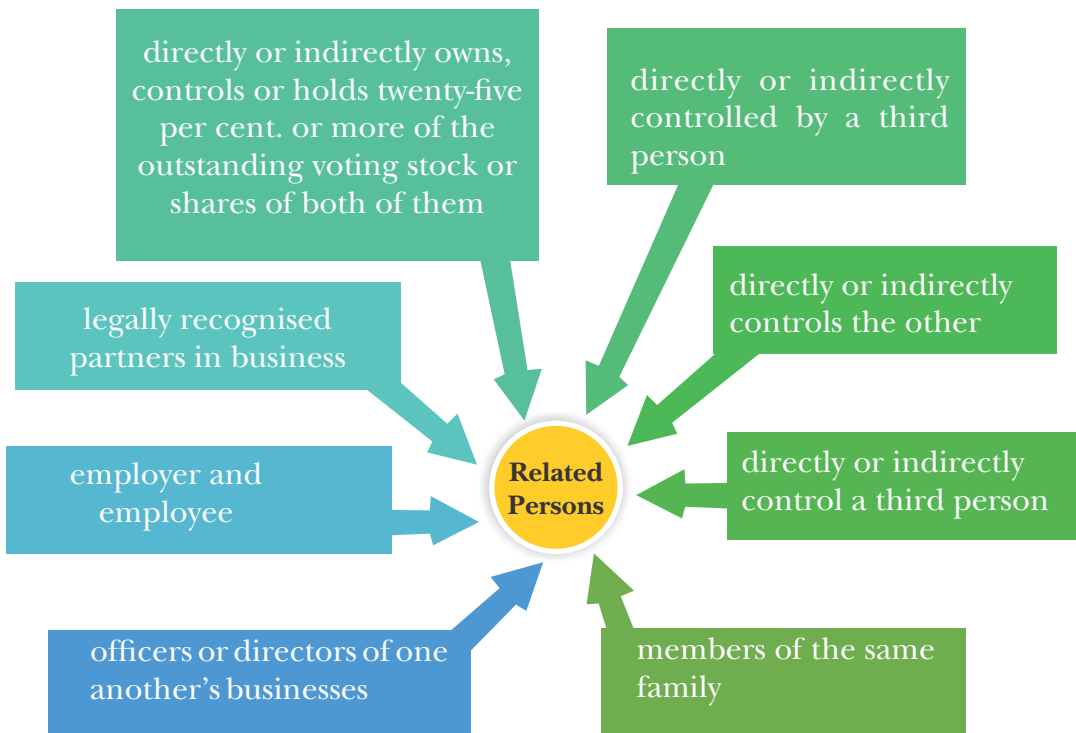 directly or indirectly owns,
controls or holds twenty-five
per cent. or more of the
outstanding voting stock or
shares of both of them
directly or indirectly
controlled by a third
person
legally recognised
partners in business
directly or indirectly
controls the other
employer and
employee
Related
Persons
directly or indirectly
control a third person
officers or directors of one
another’s businesses
members of the same
family